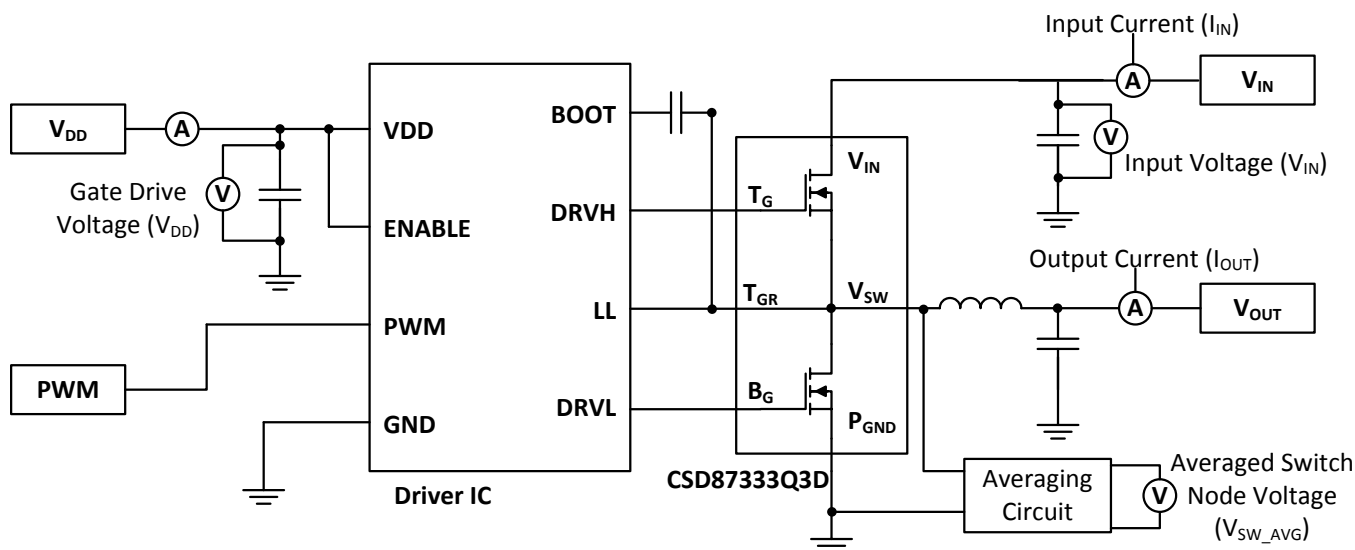 Input Current (IIN)
A
VIN
VDD
A
VDD
BOOT
V
Gate Drive
Voltage (VDD)
ENABLE
DRVH
TG
VIN
V
Input Voltage (VIN)
Output Current (IOUT)
LL
TGR
VSW
A
VOUT
PWM
PWM
GND
DRVL
BG
PGND
Driver IC
CSD87333Q3D
Averaging
Circuit
V
Averaged Switch
Node Voltage
(VSW_AVG)